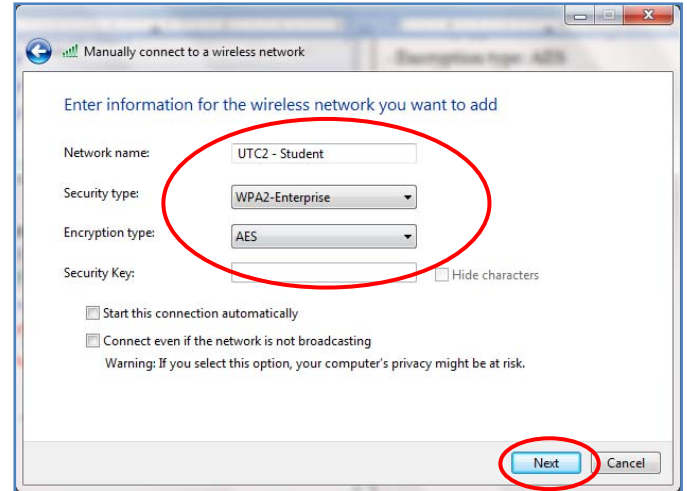 Manually connect to a wireless network
- Encryption type: AES
Enter information for the wireless network you want to add
Network name: UTC2 - Student
Security type: WPA2-Enterprise
Encryption type: AES
Security Key: Hide characters
Start this connection automatically
Connect even if the network is not broadcasting
Warning: If you select this option, your computer's privacy might be at risk.
Next Cancel